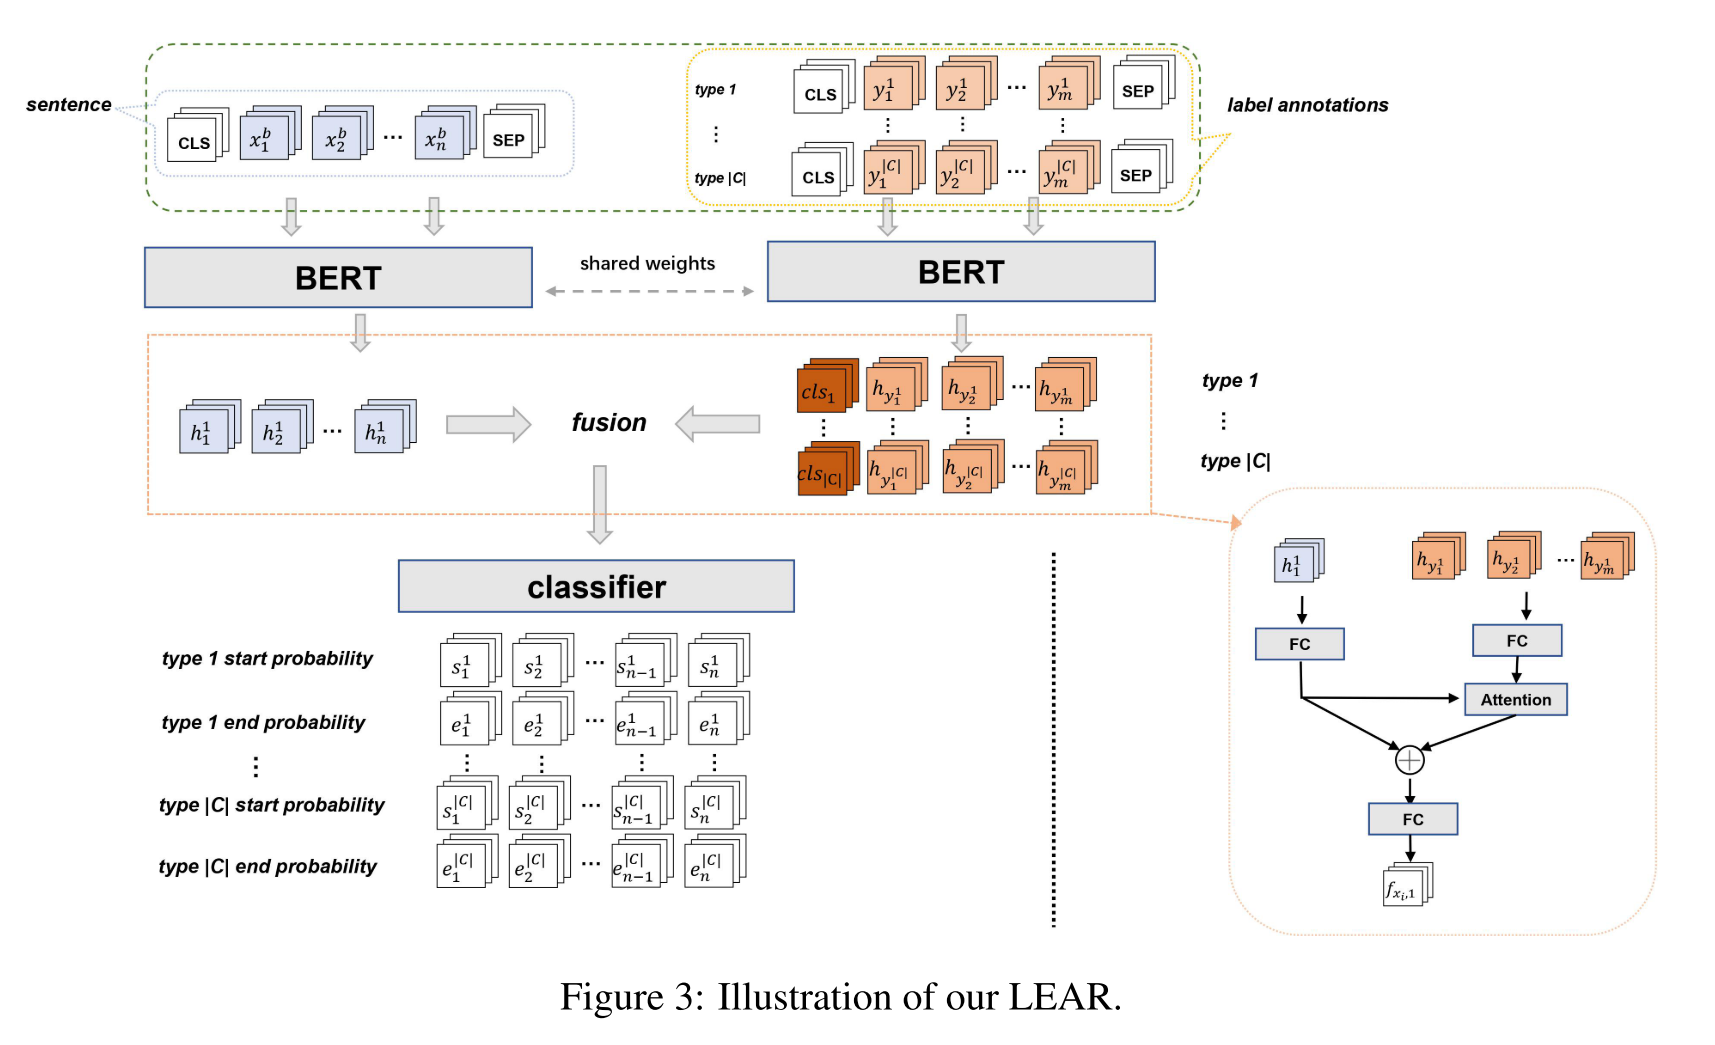 sentence
CLS x_1^b x_2^b ... x_n^b SEP
type 1 CLS y_1^1 y_2^1 ... y_m^1 SEP
⋮ ⋮ ⋮ ⋮
type |C| CLS y_1^{|C|} y_2^{|C|} ... y_m^{|C|} SEP
label annotations
BERT
shared weights
BERT
h_1^1 h_2^1 ... h_n^1
fusion
cls_1 h_{y_1^1} h_{y_2^1} ... h_{y_m^1}
⋮ ⋮ ⋮ ⋮
cls_{|C|} h_{y_1^{|C|}} h_{y_2^{|C|}} ... h_{y_m^{|C|}}
type 1
⋮
type |C|
classifier
type 1 start probability s_1^1 s_2^1 ... s_{n-1}^1 s_n^1
type 1 end probability e_1^1 e_2^1 ... e_{n-1}^1 e_n^1
⋮ ⋮ ⋮ ⋮ ⋮
type |C| start probability s_1^{|C|} s_2^{|C|} ... s_{n-1}^{|C|} s_n^{|C|}
type |C| end probability e_1^{|C|} e_2^{|C|} ... e_{n-1}^{|C|} e_n^{|C|}
h_1^1 h_{y_1^1} h_{y_2^1} ... h_{y_m^1}
FC
FC
Attention
+
FC
f_{x_i,1}
Figure 3: Illustration of our LEAR.